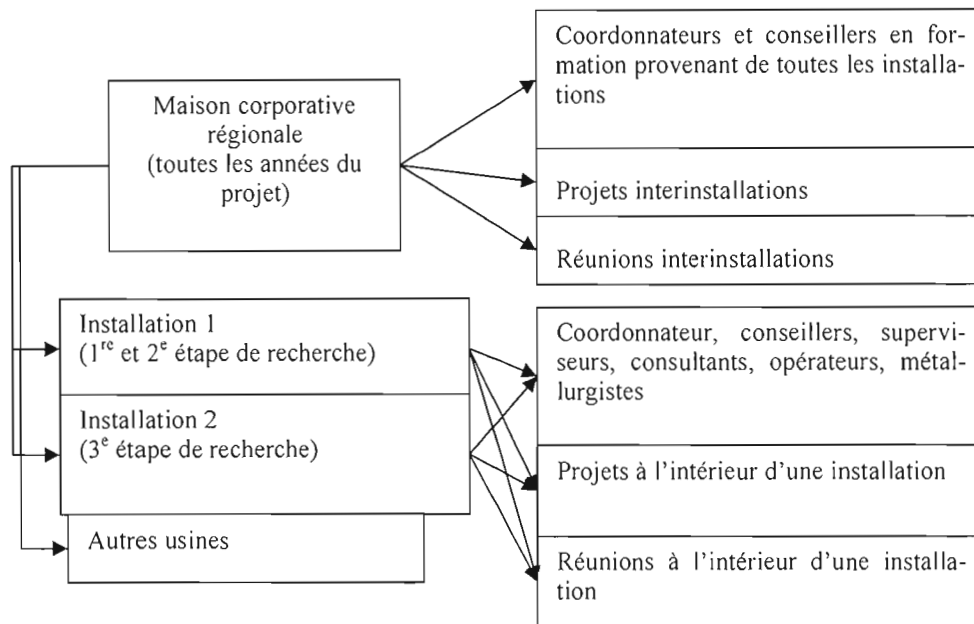 Maison corporative
régionale
(toutes les années du
projet)
Coordonnateurs et conseillers en for-
mation provenant de toutes les installa-
tions
Projets interinstallations
Réunions interinstallations
Installation 1
(1re et 2e étape de recherche)
Installation 2
(3e étape de recherche)
Autres usines
Coordonnateur, conseillers, supervi-
seurs, consultants, opérateurs, métal-
lurgistes
Projets à l'intérieur d'une installation
Réunions à l'intérieur d'une installa-
tion